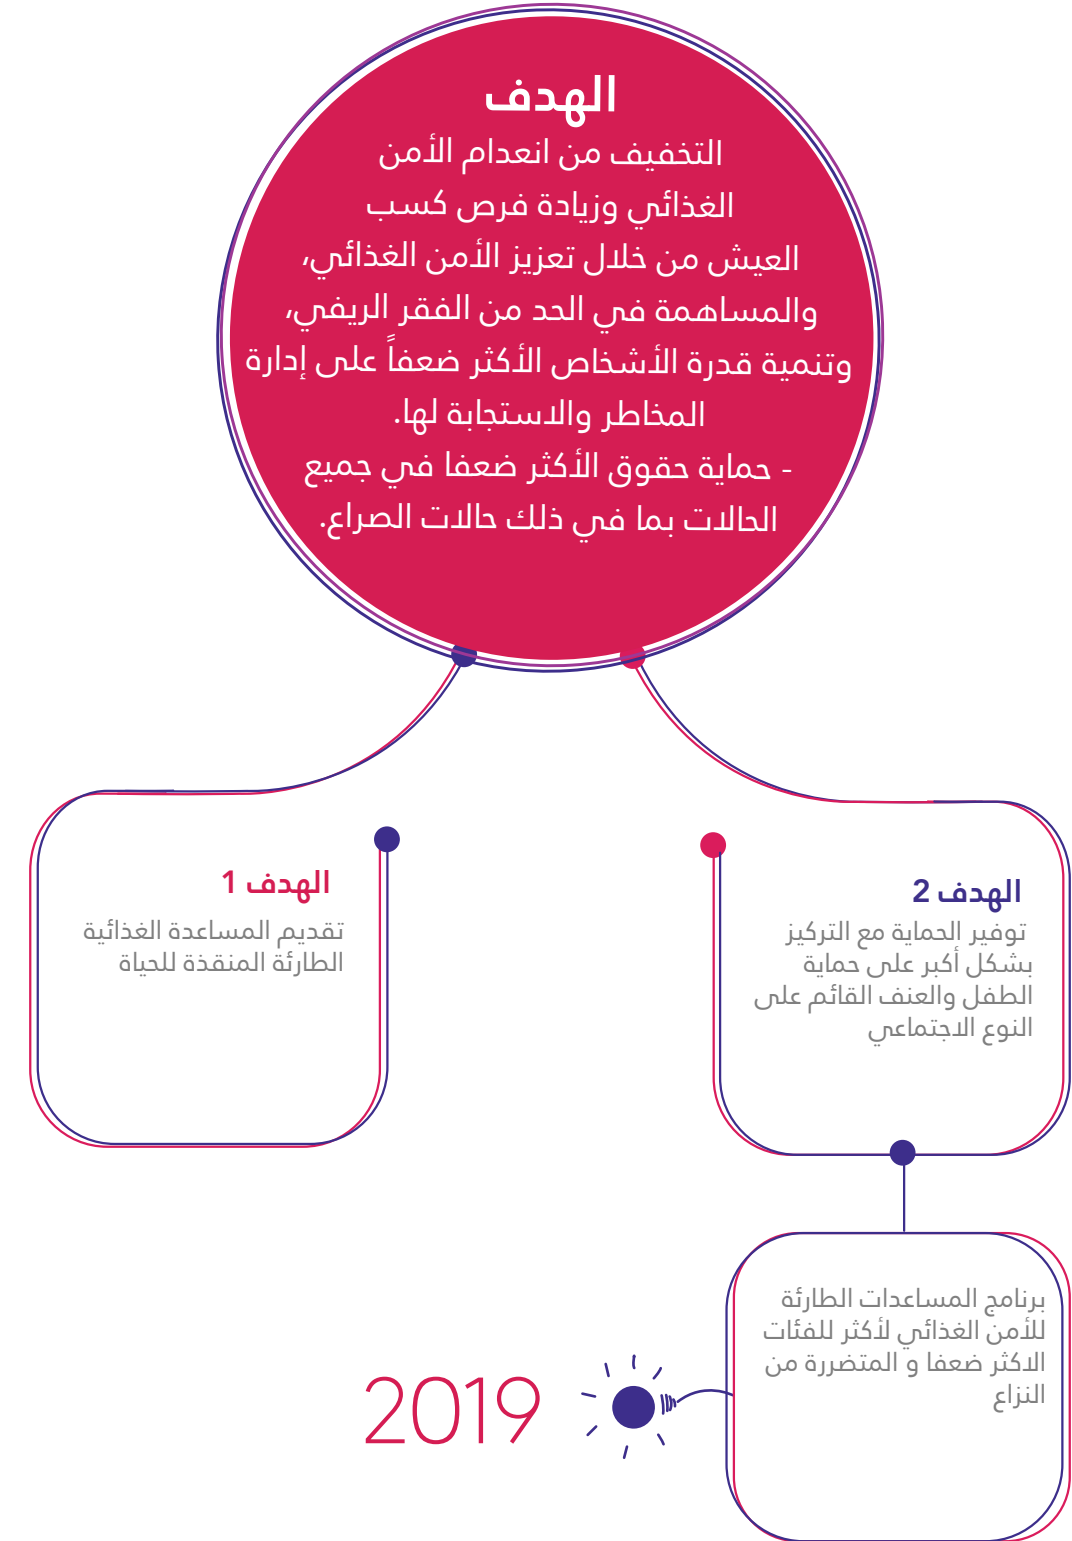 الهدف
التخفيف من انعدام الأمن
الغذائي وزيادة فرص كسب
العيش من خلال تعزيز الأمن الغذائي،
والمساهمة في الحد من الفقر الريفي،
وتنمية قدرة الأشخاص الأكثر ضعفاً على إدارة
المخاطر والاستجابة لها.
- حماية حقوق الأكثر ضعفا في جميع
الحالات بما في ذلك حالات الصراع.
الهدف 2
توفير الحماية مع التركيز
بشكل أكبر على حماية
الطفل والعنف القائم على
النوع الاجتماعي
الهدف 1
تقديم المساعدة الغذائية
الطارئة المنقذة للحياة
برنامج المساعدات الطارئة
للأمن الغذائي لأكثر للفئات
الاكثر ضعفا و المتضررة من
النزاع
2019